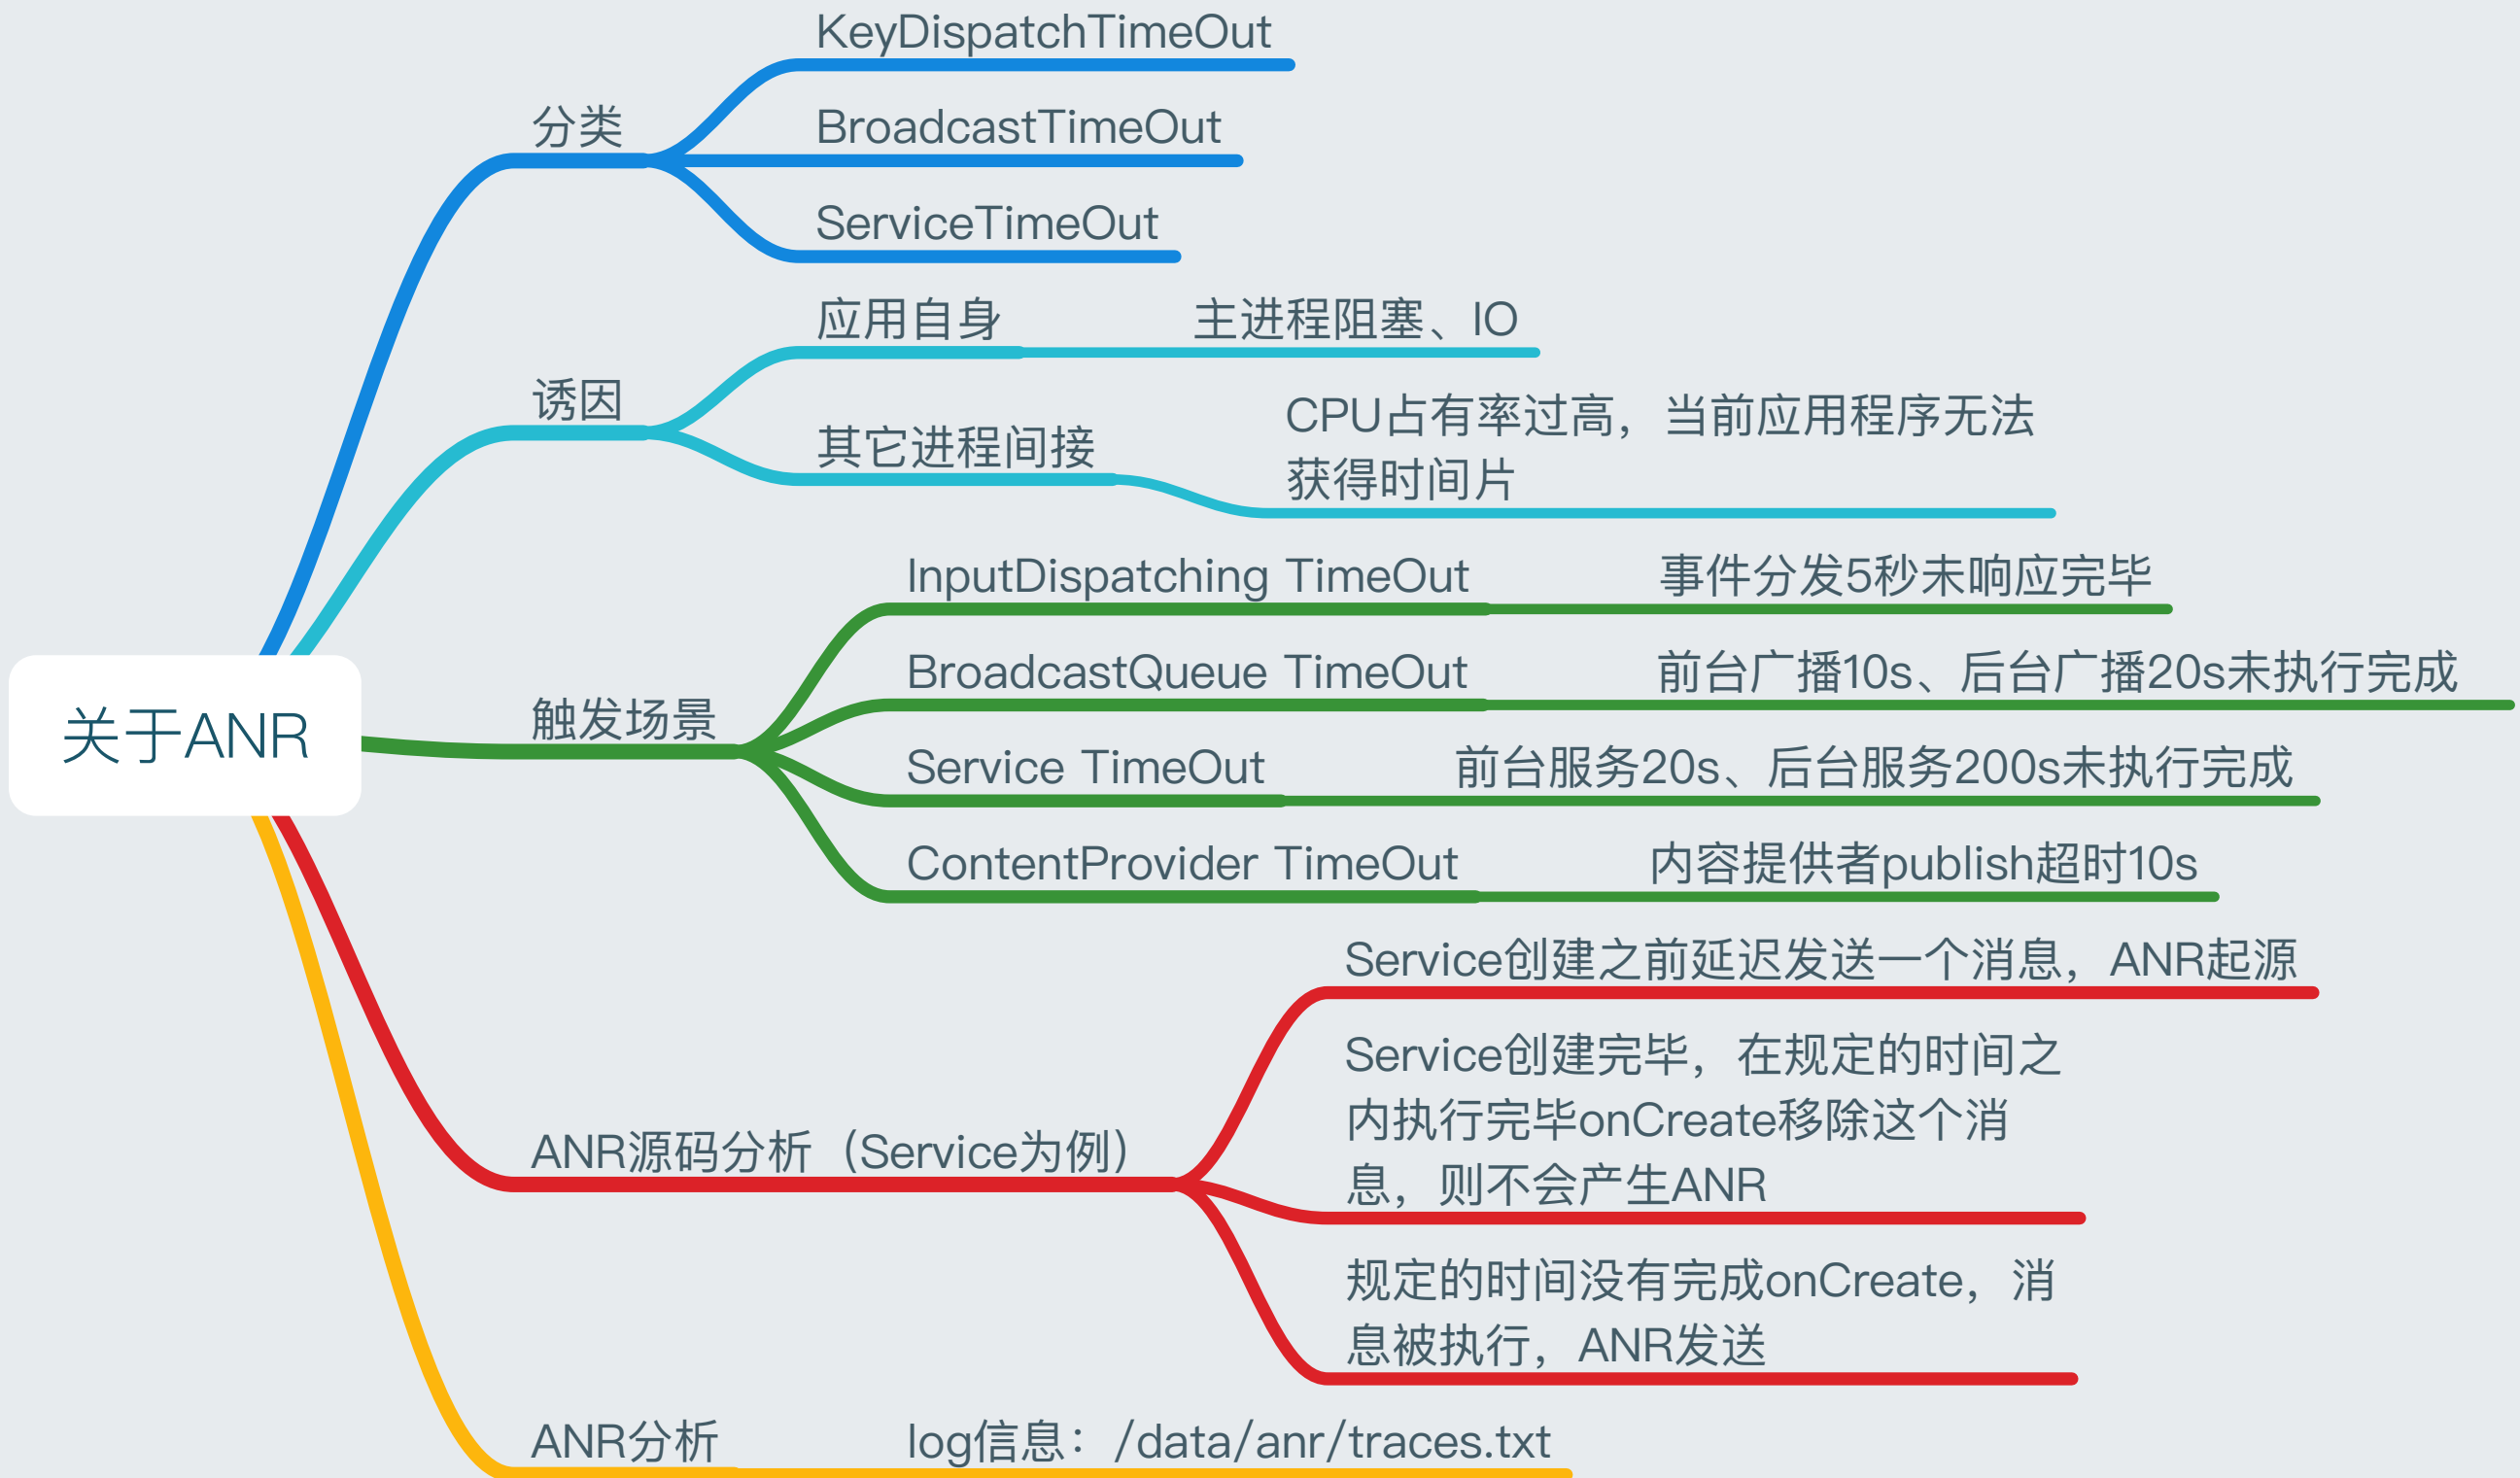 关于ANR
分类
KeyDispatchTimeOut
BroadcastTimeOut
ServiceTimeOut
诱因
应用自身
主进程阻塞、IO
其它进程间接
CPU占有率过高，当前应用程序无法
获得时间片
触发场景
InputDispatching TimeOut
事件分发5秒未响应完毕
BroadcastQueue TimeOut
前台广播10s、后台广播20s未执行完成
Service TimeOut
前台服务20s、后台服务200s未执行完成
ContentProvider TimeOut
内容提供者publish超时10s
ANR源码分析（Service为例）
Service创建之前延迟发送一个消息，ANR起源
Service创建完毕，在规定的时间之
内执行完毕onCreate移除这个消
息，则不会产生ANR
规定的时间没有完成onCreate，消
息被执行，ANR发送
ANR分析
log信息：/data/anr/traces.txt